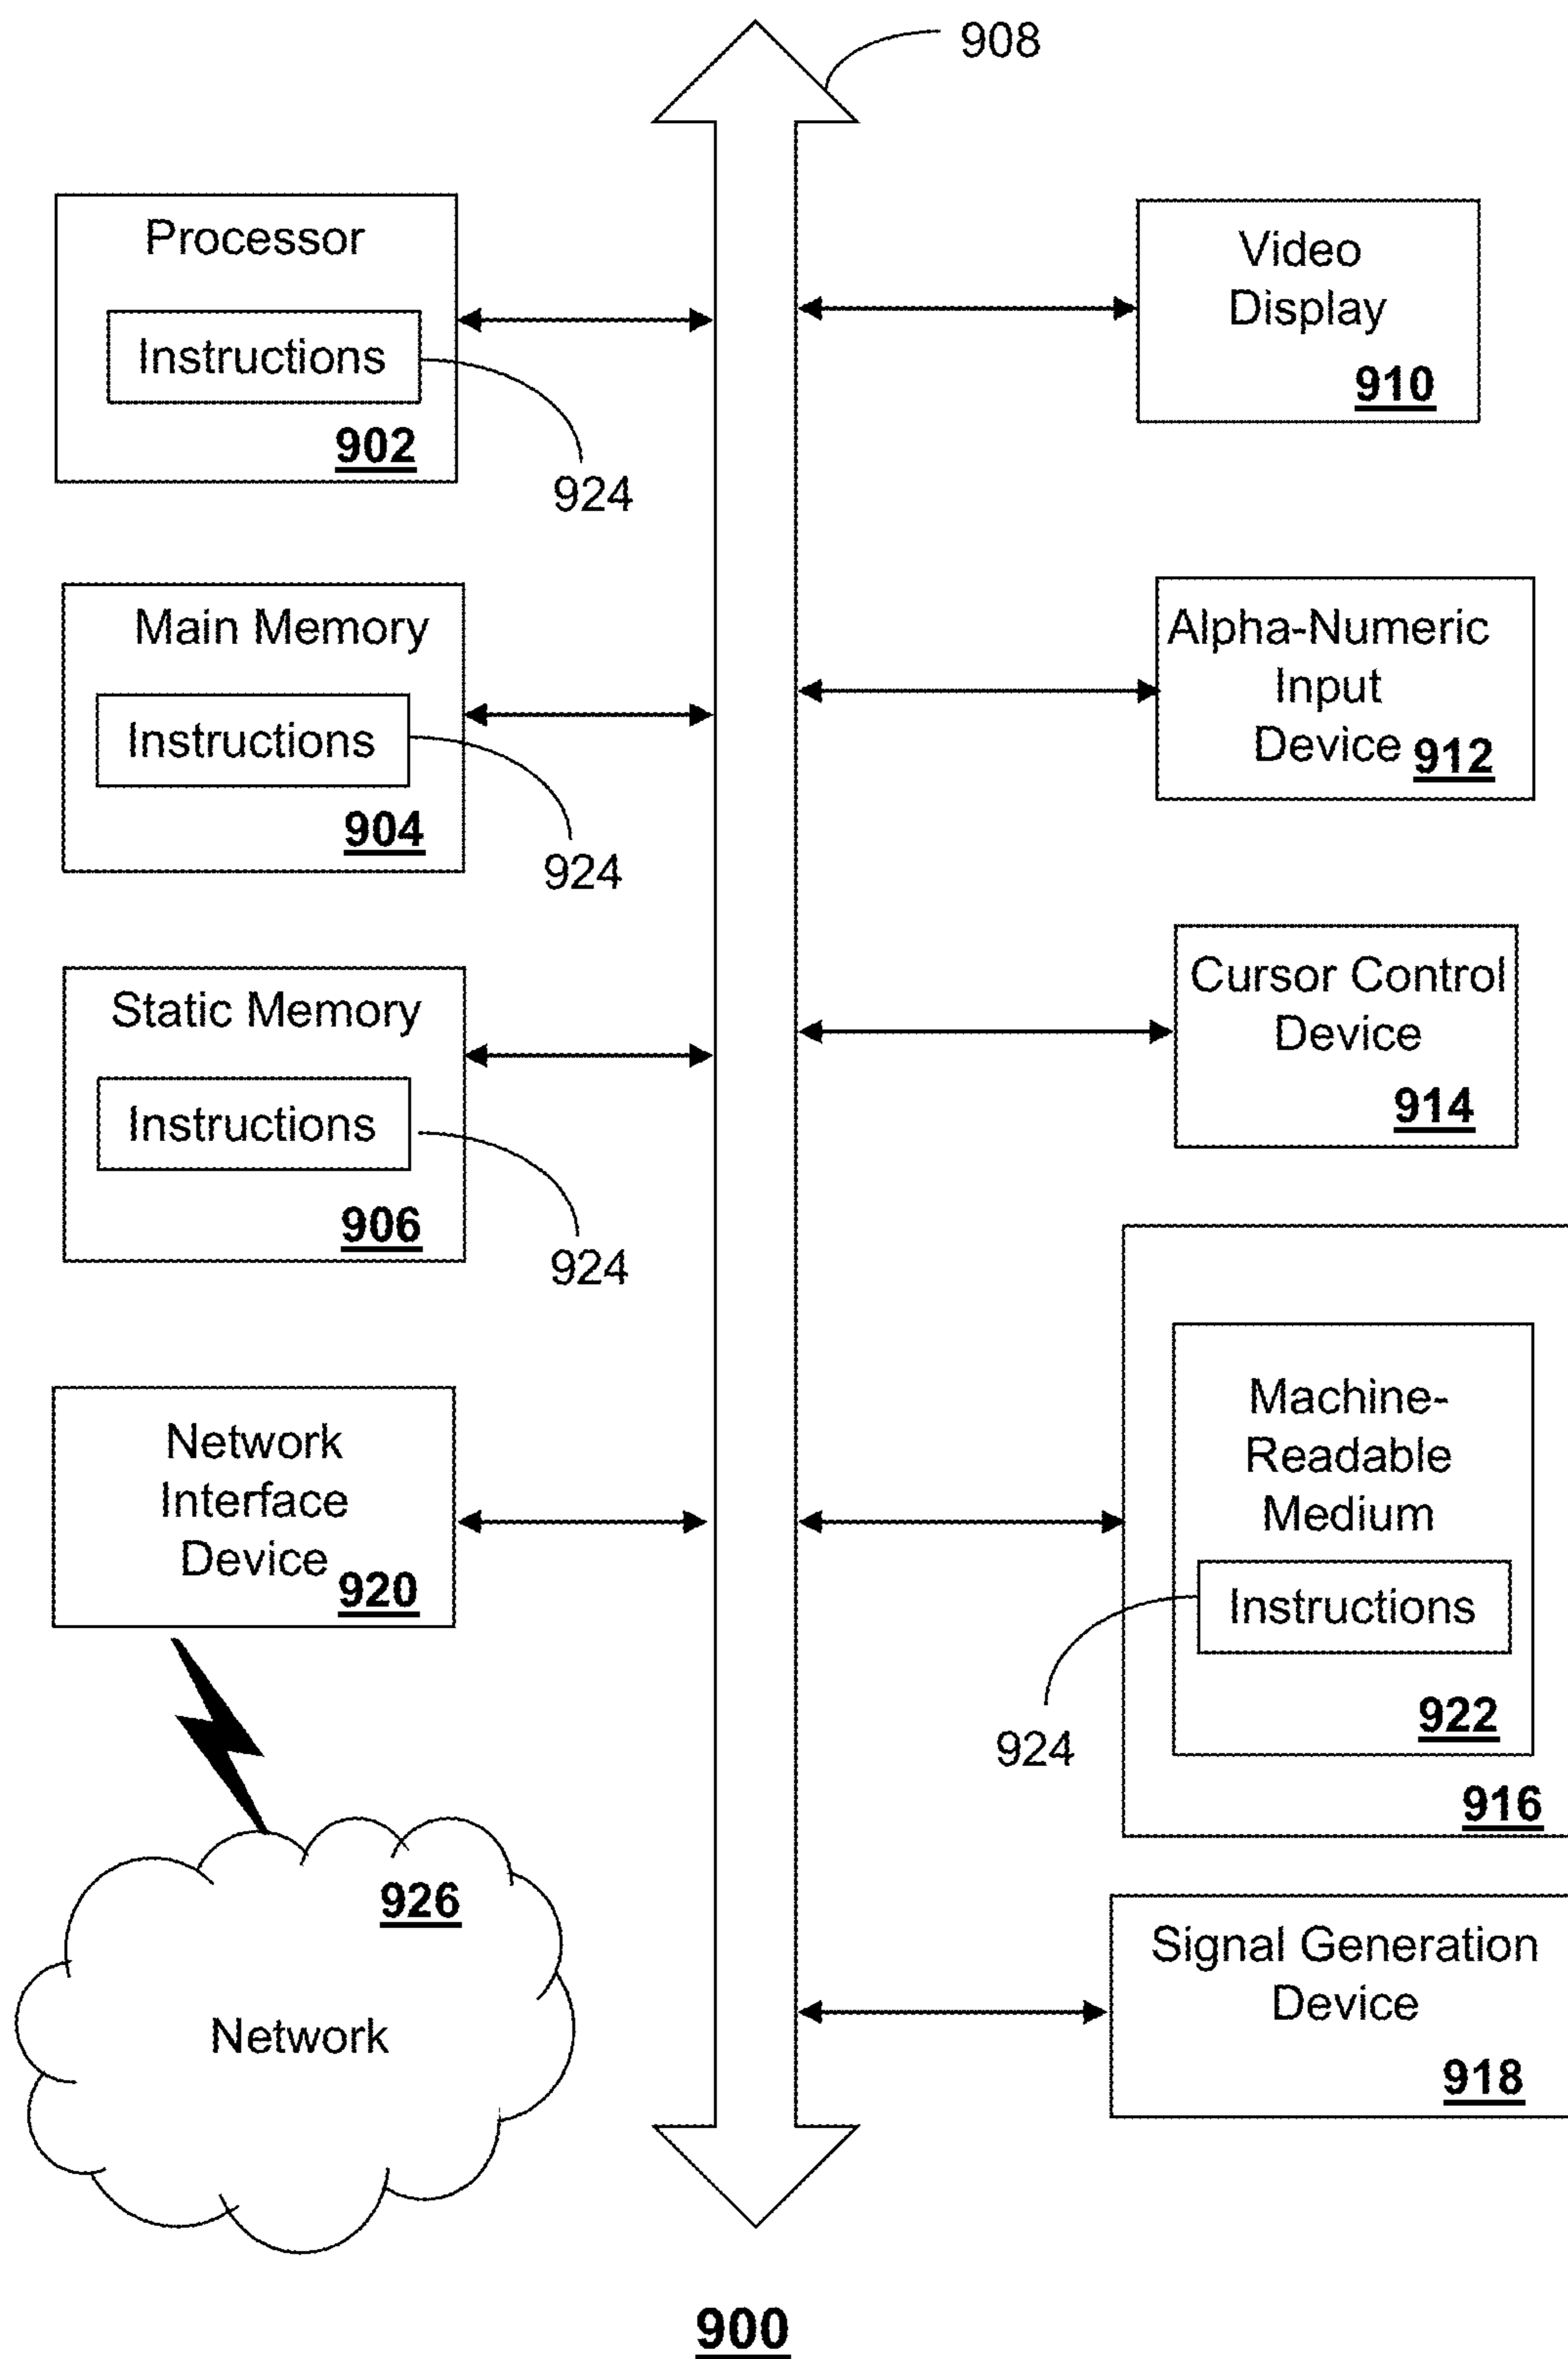 908
Processor
Instructions
902
924
Main Memory
Instructions
904
924
Static Memory
Instructions
906
924
Network
Interface
Device
920
926
Network
Video
Display
910
Alpha-Numeric
Input
Device
912
Cursor Control
Device
914
Machine-
Readable
Medium
Instructions
922
924
916
Signal Generation
Device
918
900